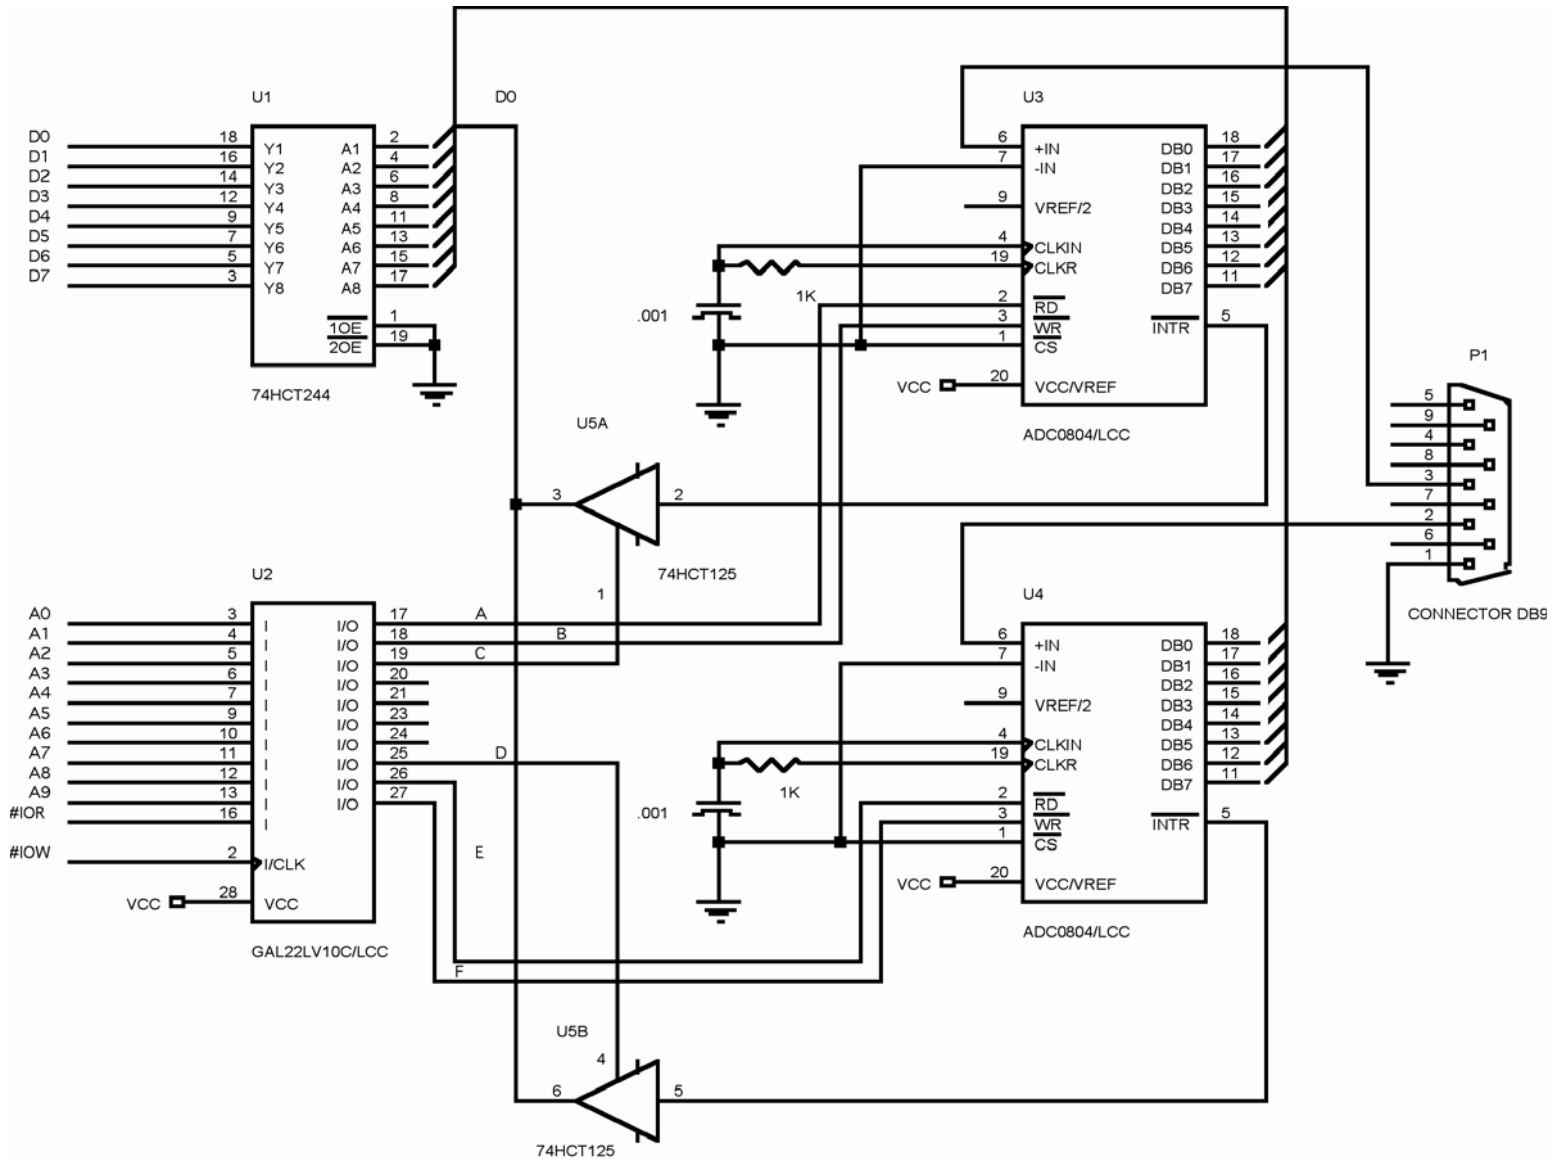 U1
D0
U3
D0 18 Y1 A1 2
D1 16 Y2 A2 4
D2 14 Y3 A3 6
D3 12 Y4 A4 8
D4 9 Y5 A5 11
D5 7 Y6 A6 13
D6 5 Y7 A7 15
D7 3 Y8 A8 17
1OE 1
2OE 19
74HCT244
6 +IN DB0 18
7 -IN DB1 17
DB2 16
9 VREF/2 DB3 15
DB4 14
4 CLKIN DB5 13
19 CLKR DB6 12
DB7 11
1K
.001
2 RD
3 WR INTR 5
1 CS
VCC 20 VCC/VREF
ADC0804/LCC
P1
5
9
4
8
3
7
2
6
1
CONNECTOR DB9
U5A
3 2
74HCT125
1
U2
A0 3 I I/O 17 A
A1 4 I I/O 18 B
A2 5 I I/O 19 C
A3 6 I I/O 20
A4 7 I I/O 21
A5 9 I I/O 23
A6 10 I I/O 24
A7 11 I I/O 25 D
A8 12 I I/O 26
A9 13 I I/O 27
#IOR 16 I
#IOW 2 I/CLK
E
VCC 28 VCC
GAL22LV10C/LCC
F
U4
6 +IN DB0 18
7 -IN DB1 17
DB2 16
9 VREF/2 DB3 15
DB4 14
4 CLKIN DB5 13
19 CLKR DB6 12
DB7 11
1K
.001
2 RD
3 WR INTR 5
1 CS
VCC 20 VCC/VREF
ADC0804/LCC
U5B
4
6 5
74HCT125